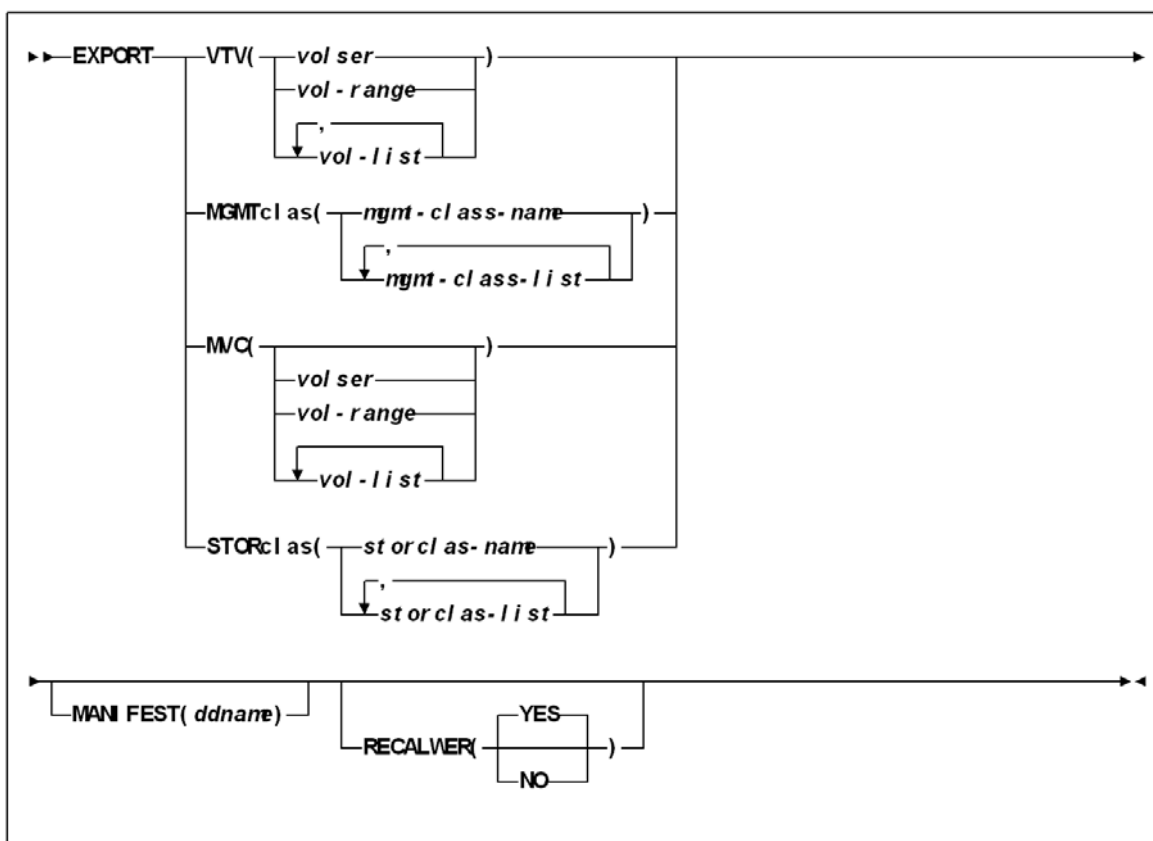 EXPORT VTV( volser )
vol-range
,
vol-list
MGMTclas( mgmt-class-name )
,
mgmt-class-list
MVC( )
volser
vol-range
vol-list
STORclas( storclas-name )
,
storclas-list
MANIFEST(ddname)
YES
RECALWER( )
NO